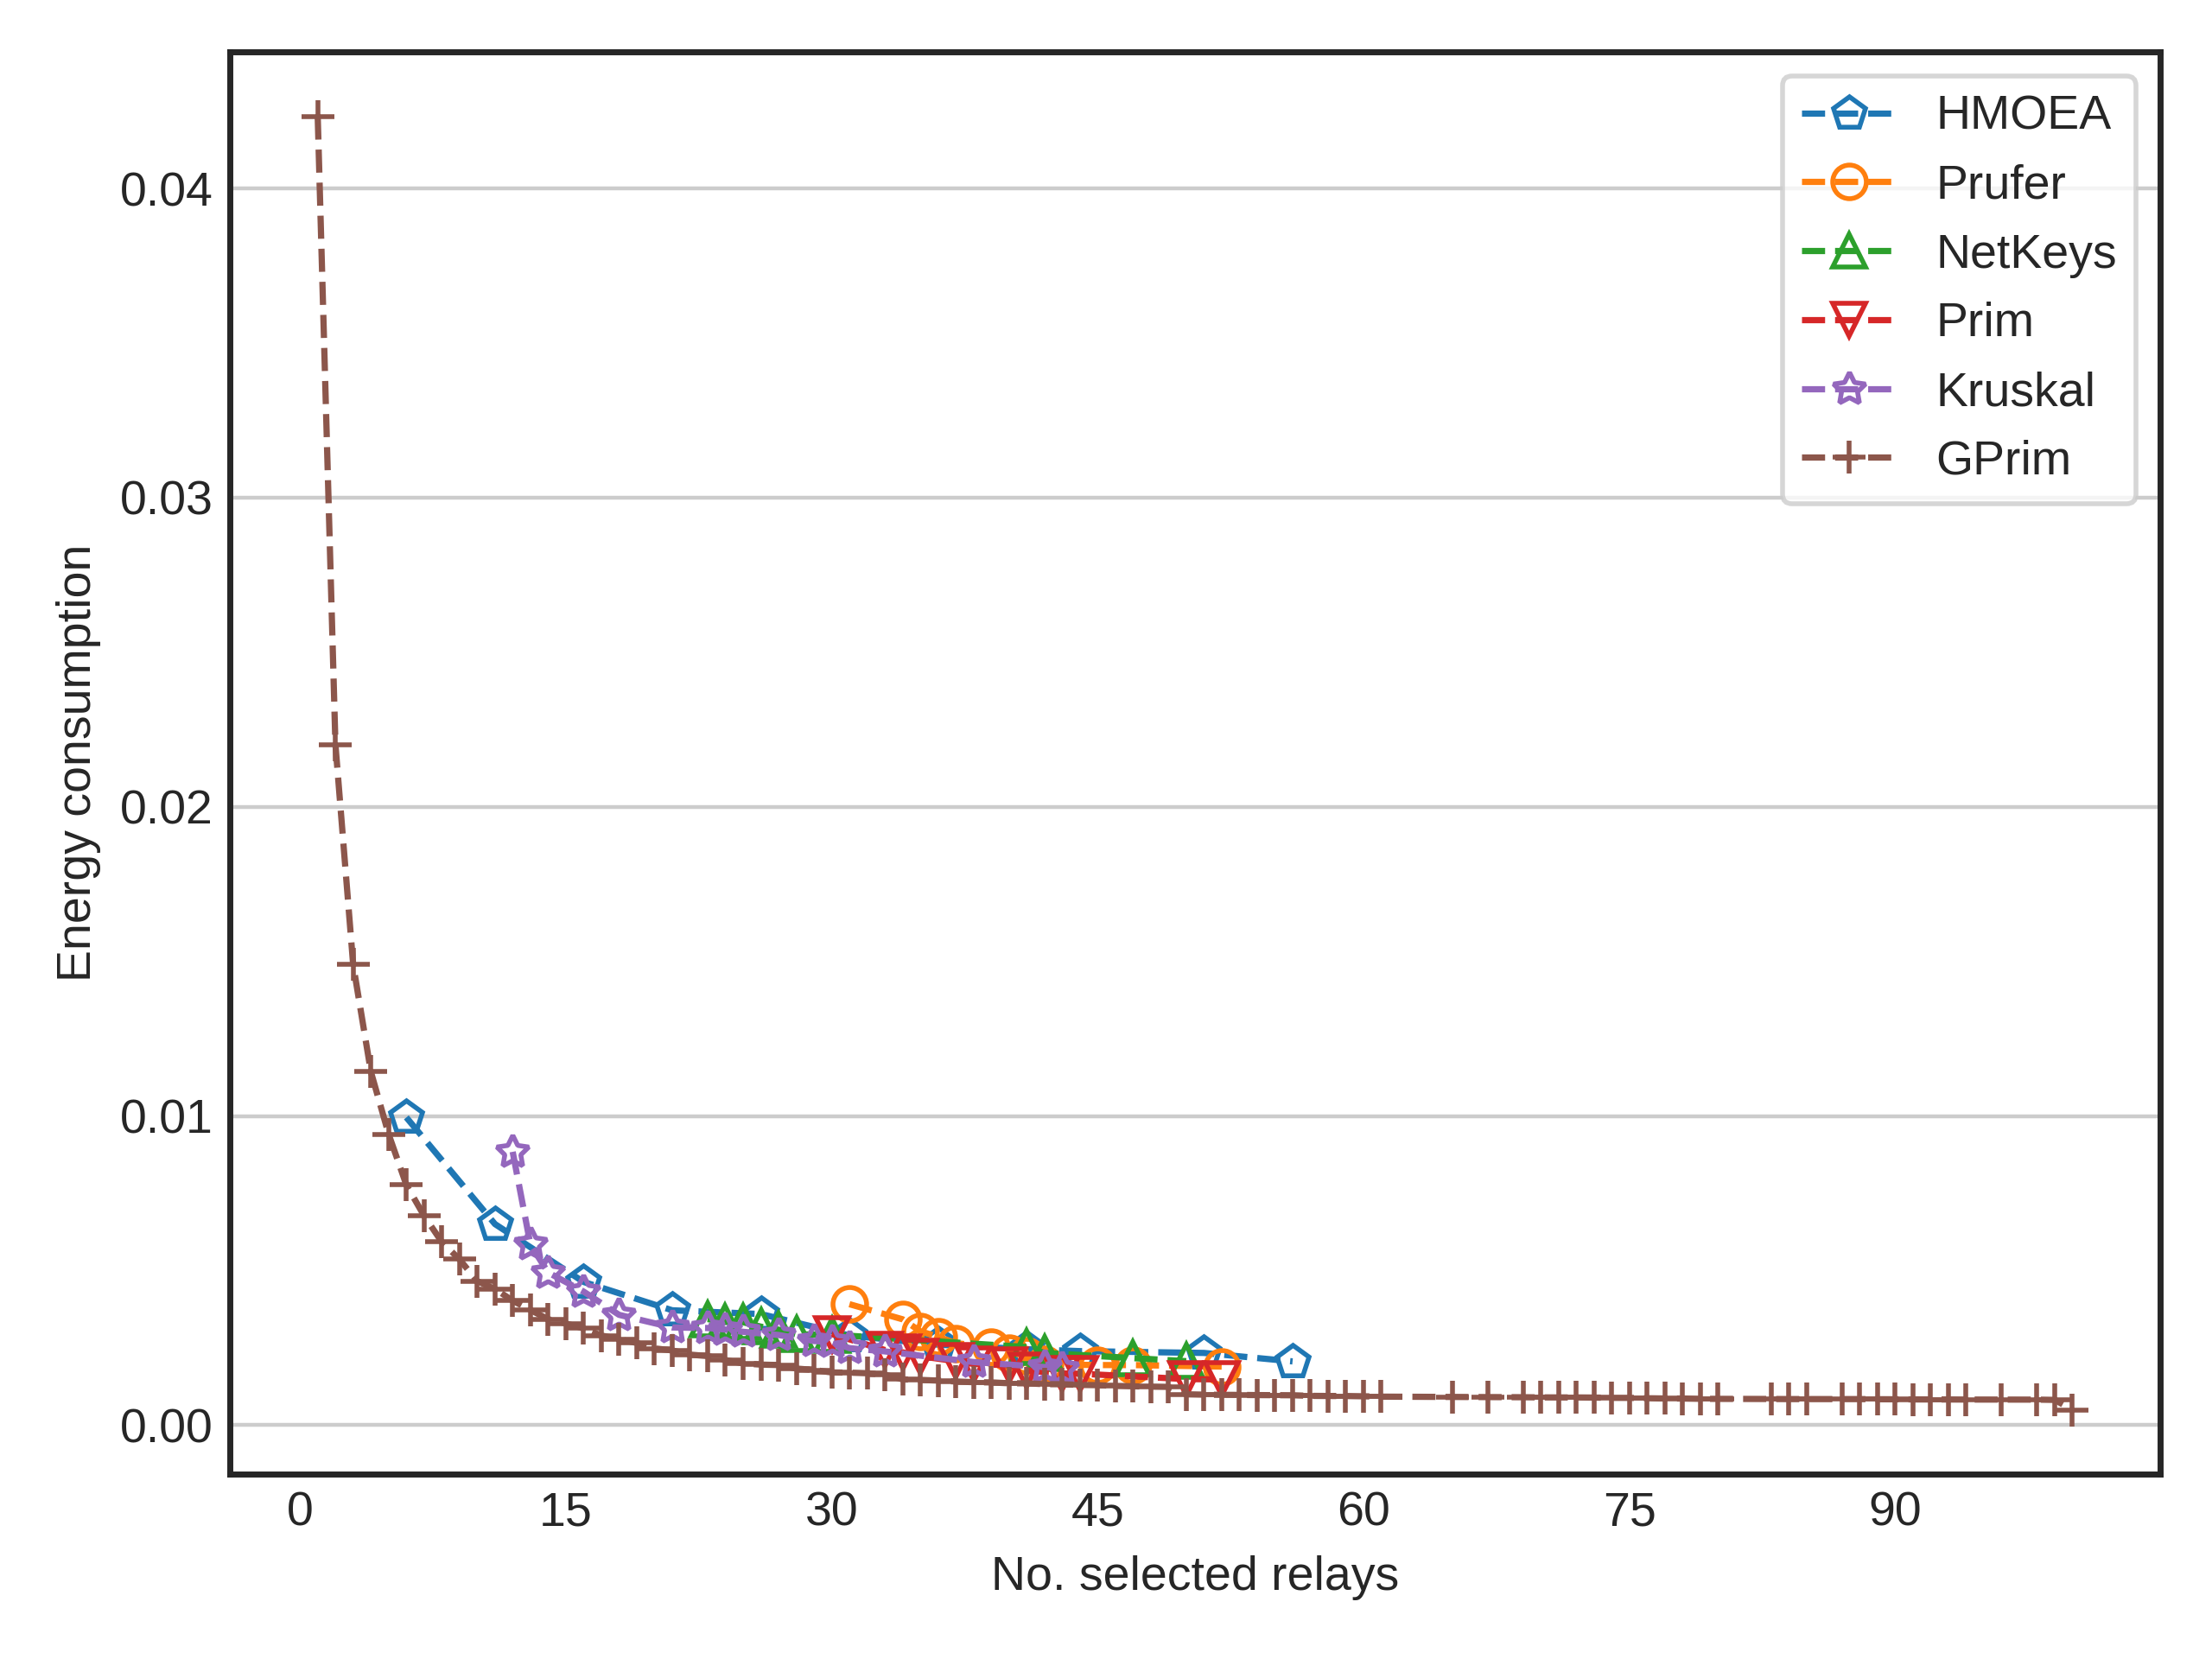 HMOEA
Prufer
NetKeys
Prim
Kruskal
GPrim
0.04
0.03
0.02
0.01
0.00
Energy consumption
0 15 30 45 60 75 90
No. selected relays